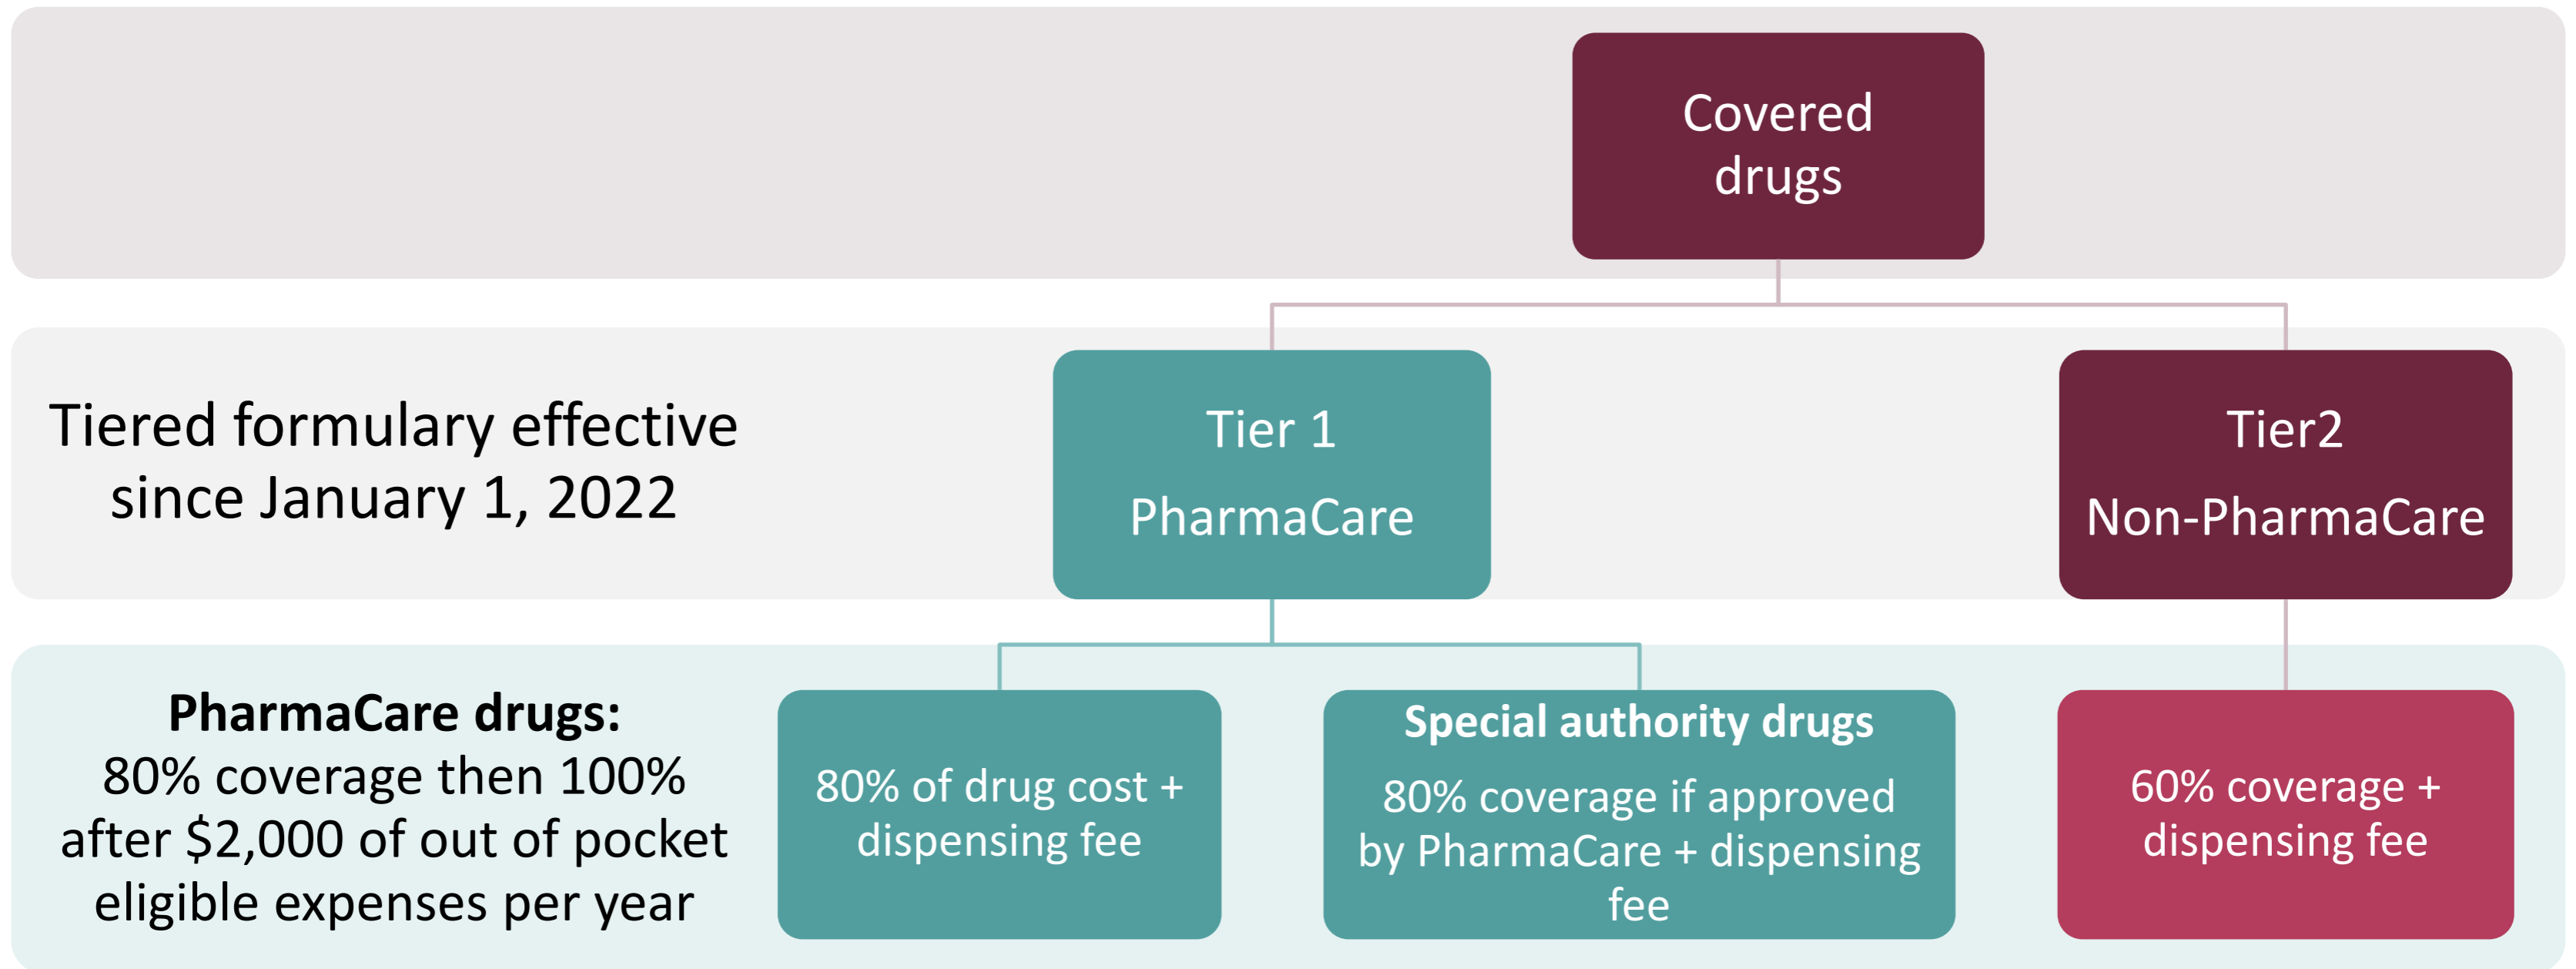 Covered
drugs
Tiered formulary effective
since January 1, 2022
Tier 1
PharmaCare
Tier2
Non-PharmaCare
PharmaCare drugs:
80% coverage then 100%
after $2,000 of out of pocket
eligible expenses per year
80% of drug cost +
dispensing fee
Special authority drugs
80% coverage if approved
by PharmaCare + dispensing
fee
60% coverage +
dispensing fee